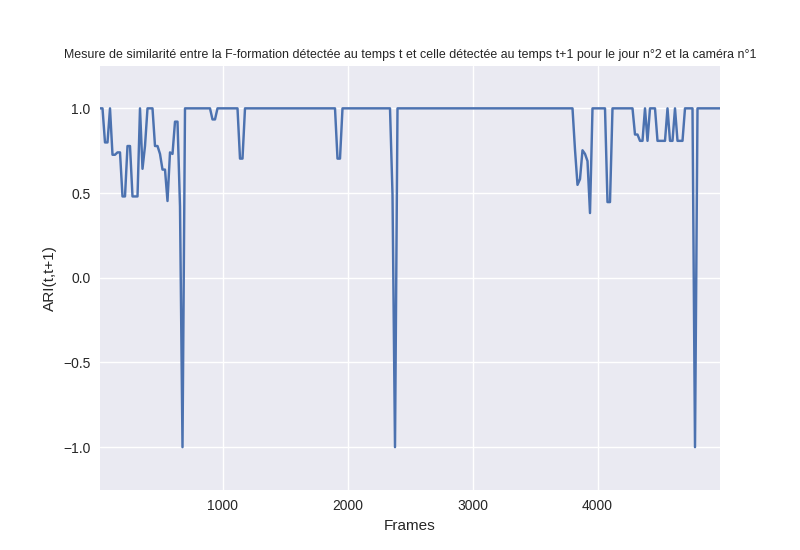 Mesure de similarité entre la F-formation détectée au temps t et celle détectée au temps t+1 pour le jour n°2 et la caméra n°1
1.0
0.5
0.0
−0.5
−1.0
ARI(t,t+1)
1000 2000 3000 4000
Frames